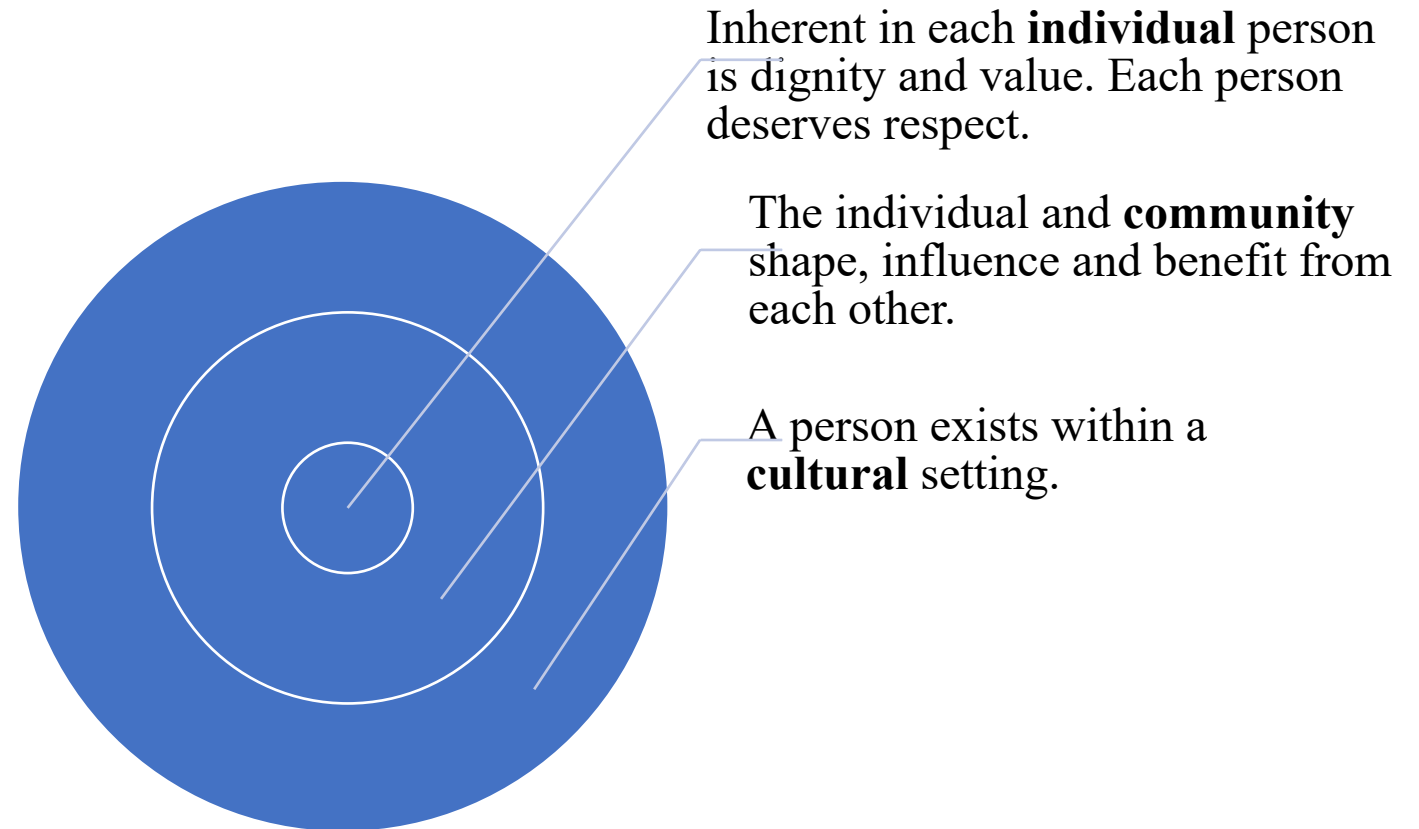 Inherent in each individual person
is dignity and value. Each person
deserves respect.
The individual and community
shape, influence and benefit from
each other.
A person exists within a
cultural setting.